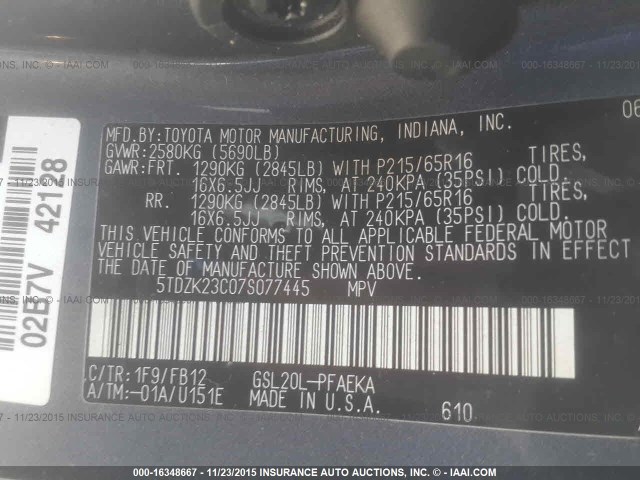 MFD.BY:TOYOTA MOTOR MANUFACTURING, INDIANA, INC. 06
GVWR:2580KG (5690LB)
GAWR:FRT. 1290KG (2845LB) WITH P215/65R16 TIRES,
16X6.5JJ RIMS, AT 240KPA (35PSI) COLD.
RR. 1290KG (2845LB) WITH P215/65R16 TIRES,
16X6.5JJ RIMS, AT 240KPA (35PSI) COLD.
THIS VEHICLE CONFORMS TO ALL APPLICABLE FEDERAL MOTOR
VEHICLE SAFETY AND THEFT PREVENTION STANDARDS IN EFFECT
ON THE DATE OF MANUFACTURE SHOWN ABOVE.
5TDZK23C07S077445 MPV
C/TR:1F9/FB12 GSL20L-PFAEKA
A/TM:-01A/U151E MADE IN U.S.A. 610
02B7V 42128
000-16348667 - 11/23/2015 INSURANCE AUTO AUCTIONS, INC. - IAAI.COM